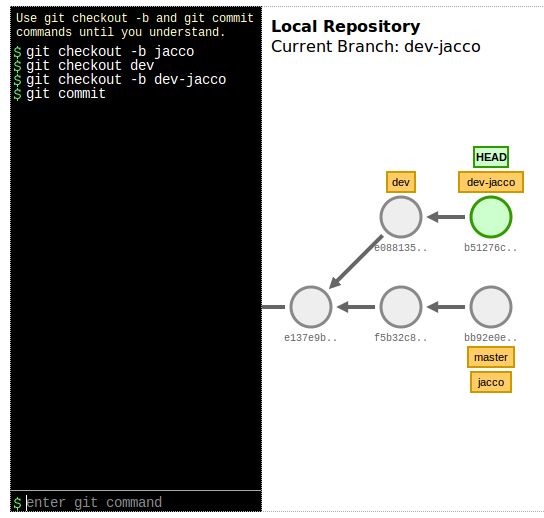 Use git checkout -b and git commit
commands until you understand.
$ git checkout -b jacco
$ git checkout dev
$ git checkout -b dev-jacco
$ git commit
$ enter git command
Local Repository
Current Branch: dev-jacco
HEAD
dev
dev-jacco
e088135..
b51276c..
e137e9b..
f5b32c8..
bb92e0e..
master
jacco